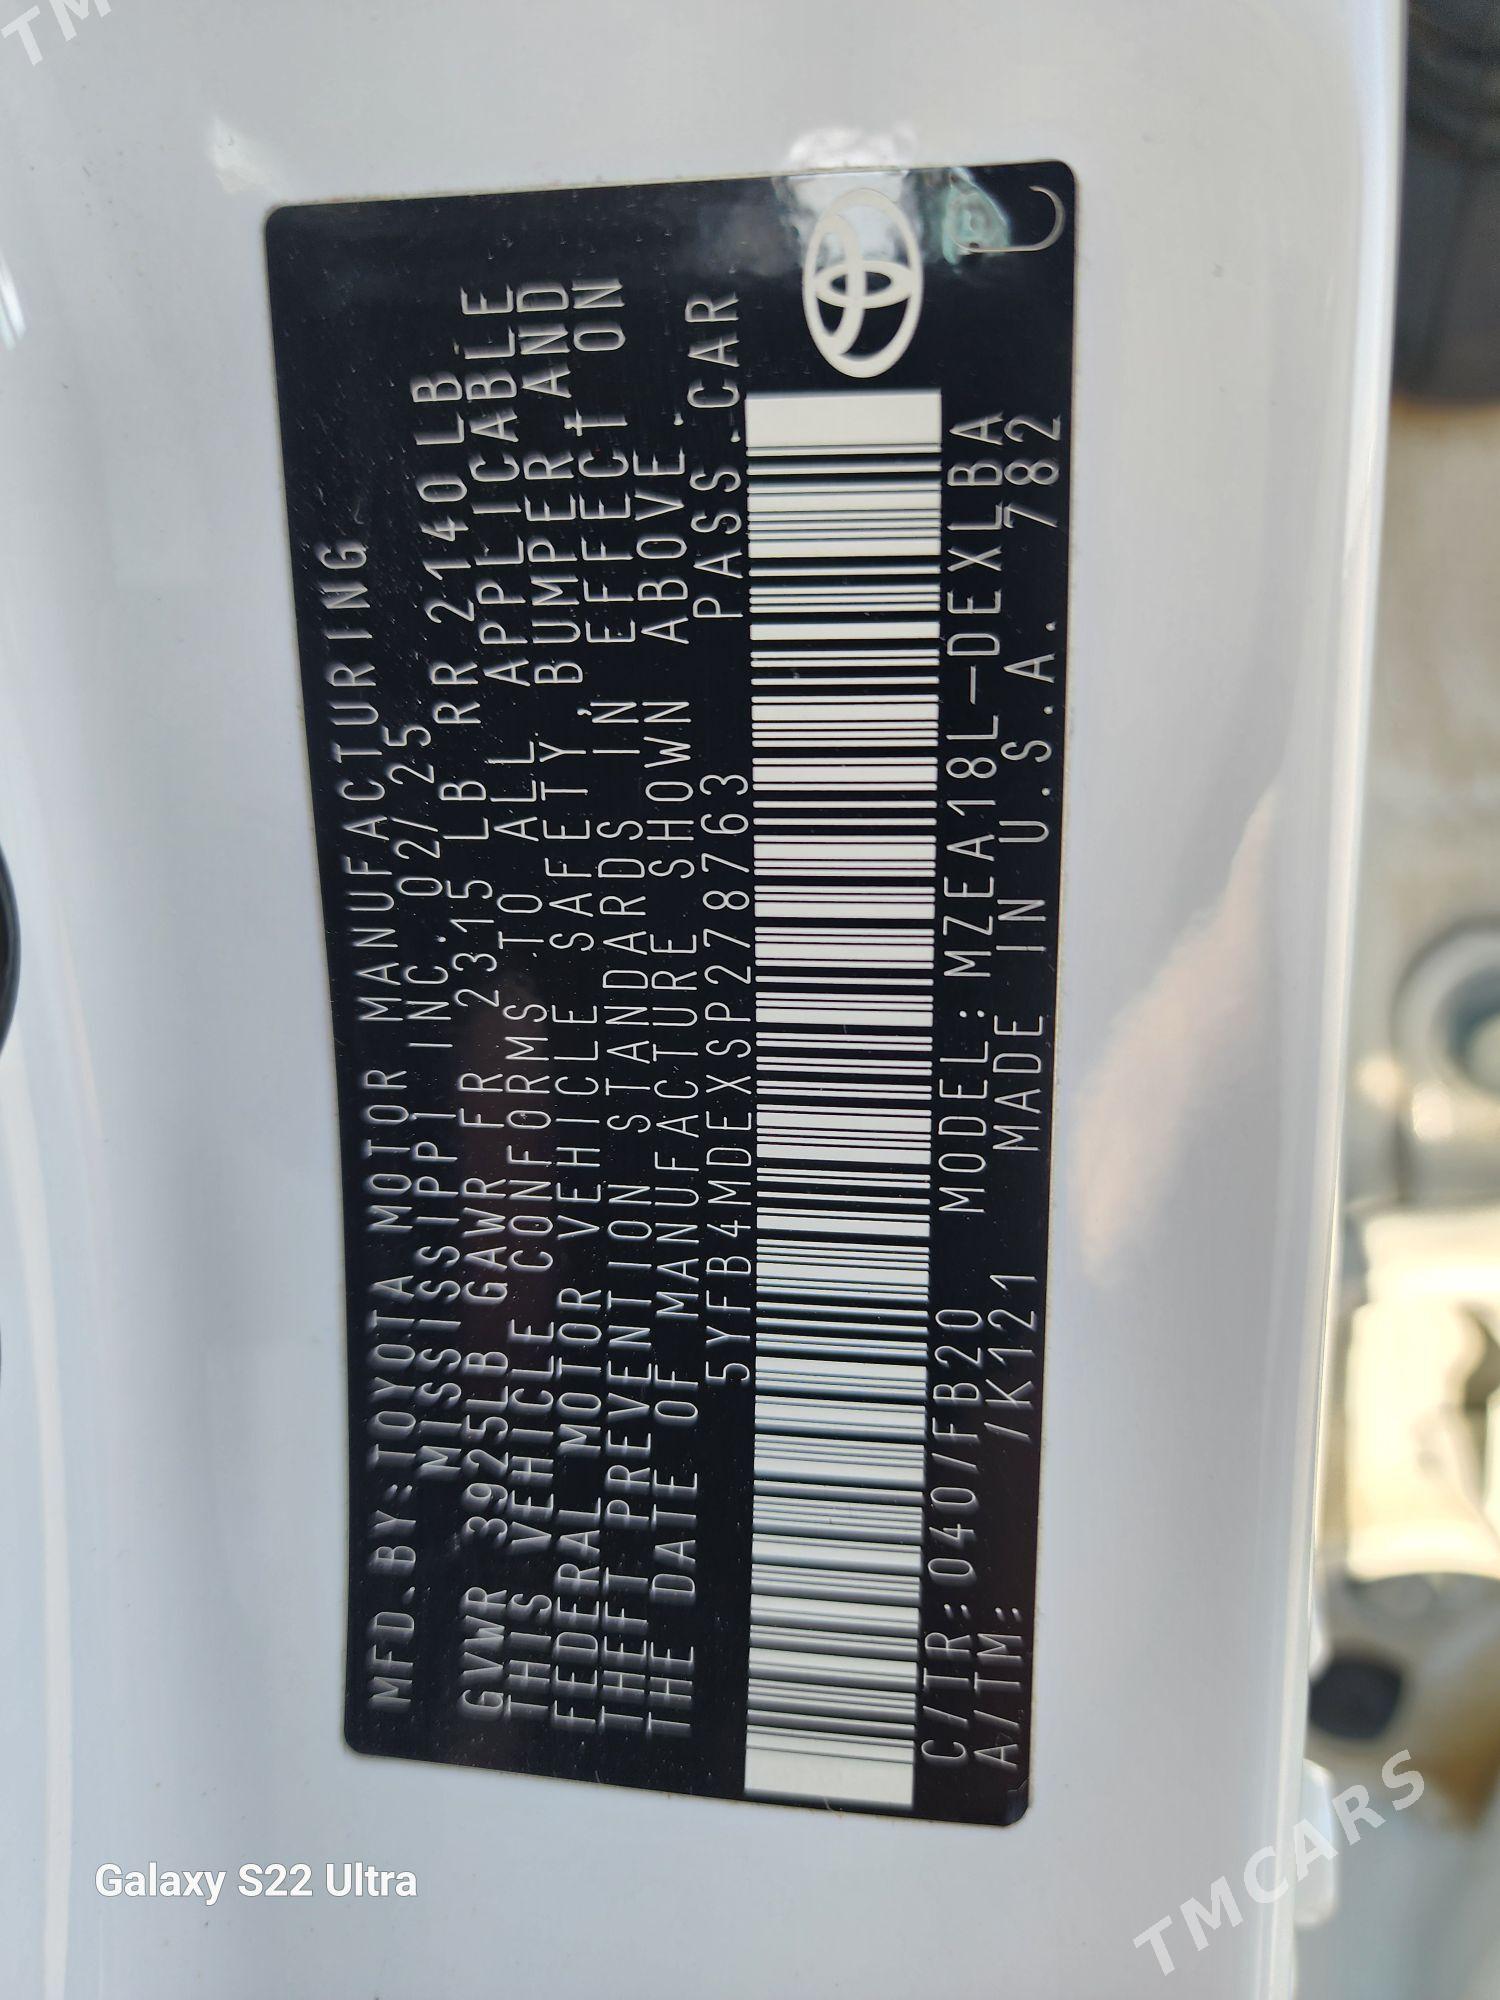 MFD.BY:TOYOTA MOTOR MANUFACTURING
MISSISSIPPI INC. 02/25
GVWR 3925LB GAWR FR 2315LB RR 2140LB
THIS VEHICLE CONFORMS TO ALL APPLICABLE
FEDERAL MOTOR VEHICLE SAFETY, BUMPER AND
THEFT PREVENTION STANDARDS IN EFFECT ON
THE DATE OF MANUFACTURE SHOWN ABOVE.
5YFB4MDEXSP278763 PASS.CAR
C/TR:040/FB20 MODEL:MZEA18L-DEXLBA
A/TM: /K121 MADE IN U.S.A. 782
Galaxy S22 Ultra
TMCARS
TM